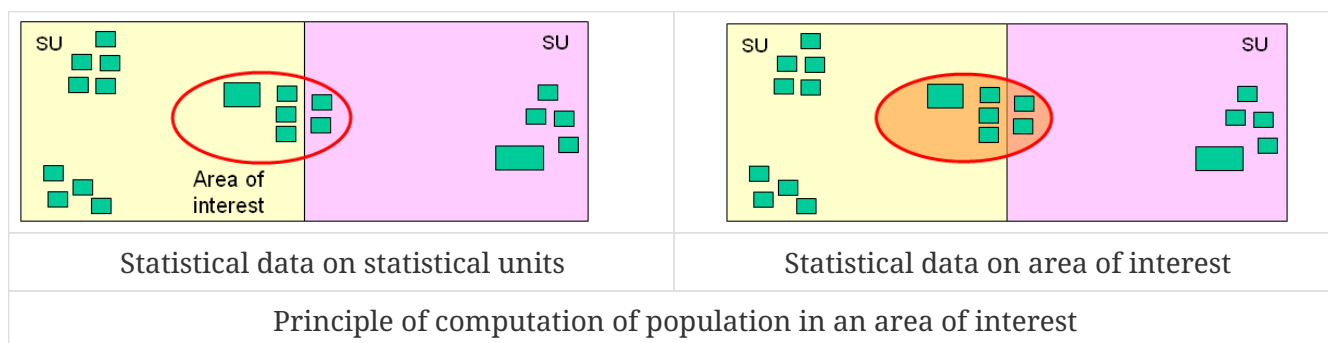 SU
SU
Area of
interest
SU
SU
Statistical data on statistical units
Statistical data on area of interest
Principle of computation of population in an area of interest